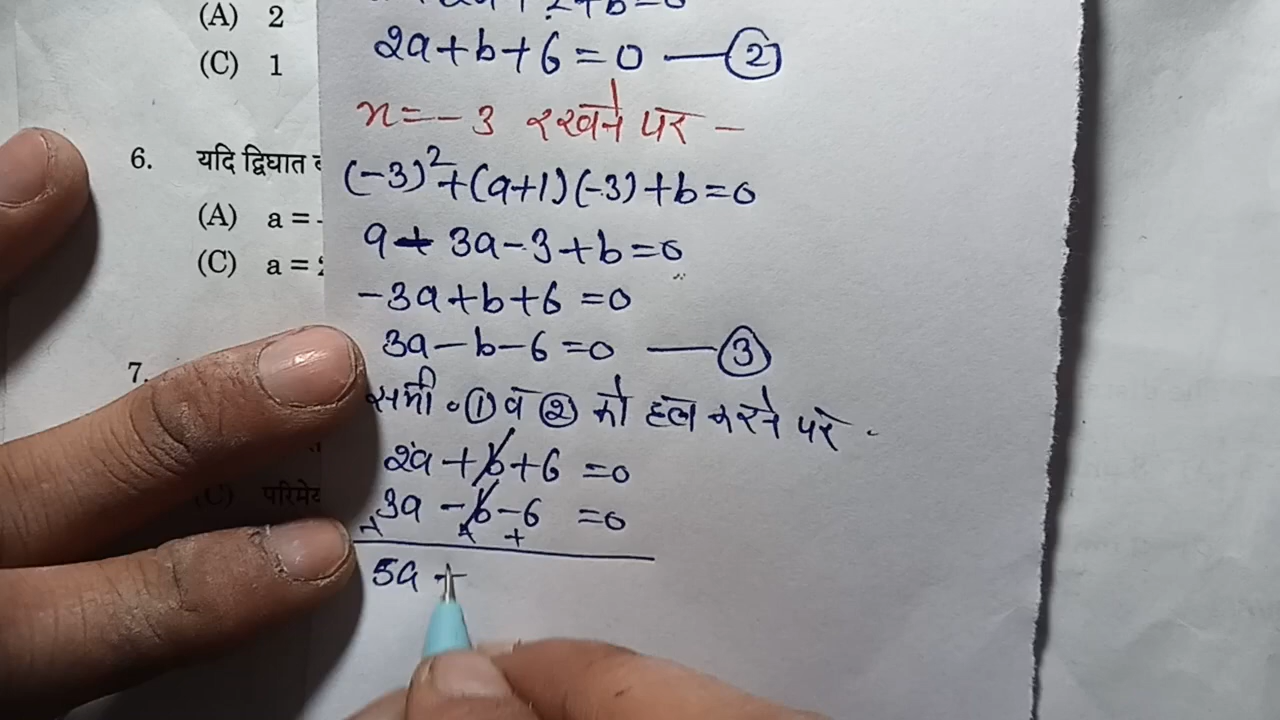 (A) 2
(C) 1
2a+b+6=0 — ②
x=-3 रखने पर -
6. यदि द्विघात
(-3)²+(a+1)(-3)+b=0
(A) a =
9 - 3a-3+b=0
(C) a =
-3a+b+6=0
3a-b-6=0 — ③
7.
समी. ① व ② को हल करने पर -
2a +b+6 =0
परिमेय
3a -b-6 =0
+ + +
5a +